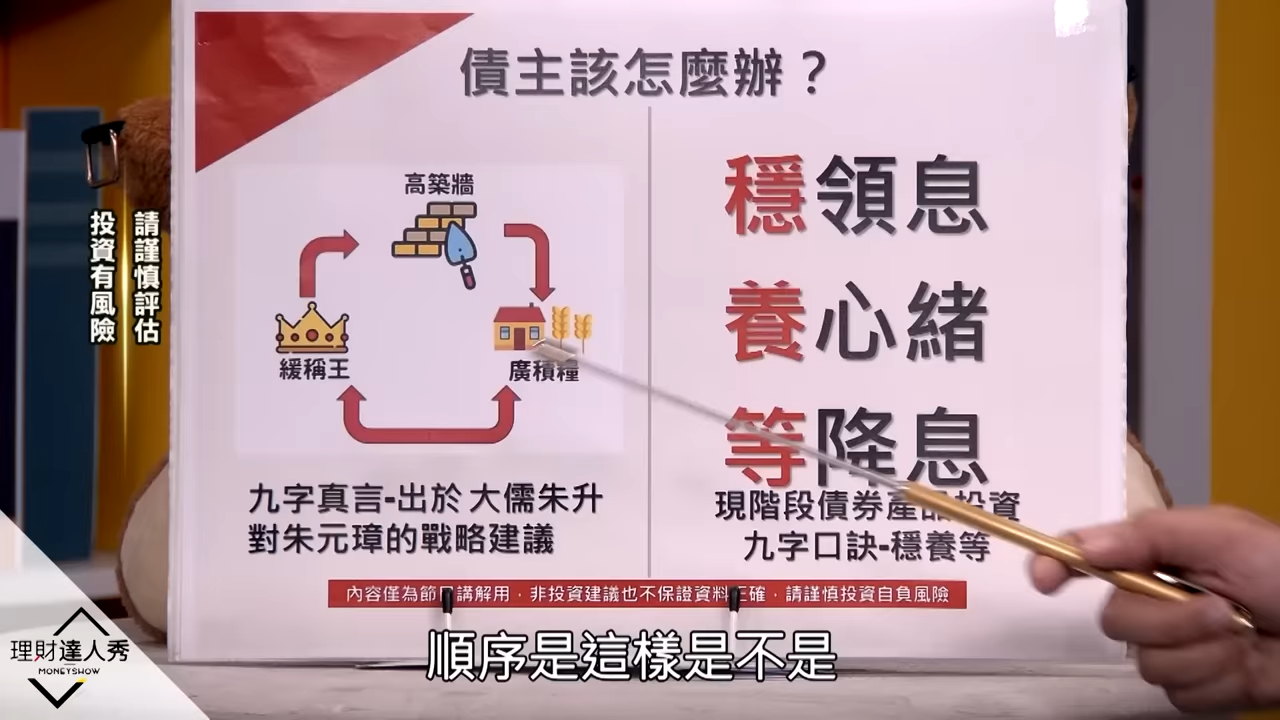 債主該怎麼辦？
高築牆
廣積糧
緩稱王
九字真言-出於 大儒朱升
對朱元璋的戰略建議
穩領息
養心緒
等降息
現階段債券產品投資
九字口訣-穩養等
內容僅為節目講解用，非投資建議也不保證資料正確，請謹慎投資自負風險
請謹慎評估
投資有風險
理財達人秀
MONEYSHOW
順序是這樣是不是